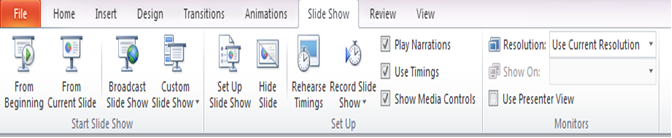 File Home Insert Design Transitions Animations Slide Show Review View
From Beginning
From Current Slide
Broadcast Slide Show
Custom Slide Show
Set Up Slide Show
Hide Slide
Rehearse Timings
Record Slide Show
Play Narrations
Use Timings
Show Media Controls
Resolution: Use Current Resolution
Show On:
Use Presenter View
Start Slide Show
Set Up
Monitors